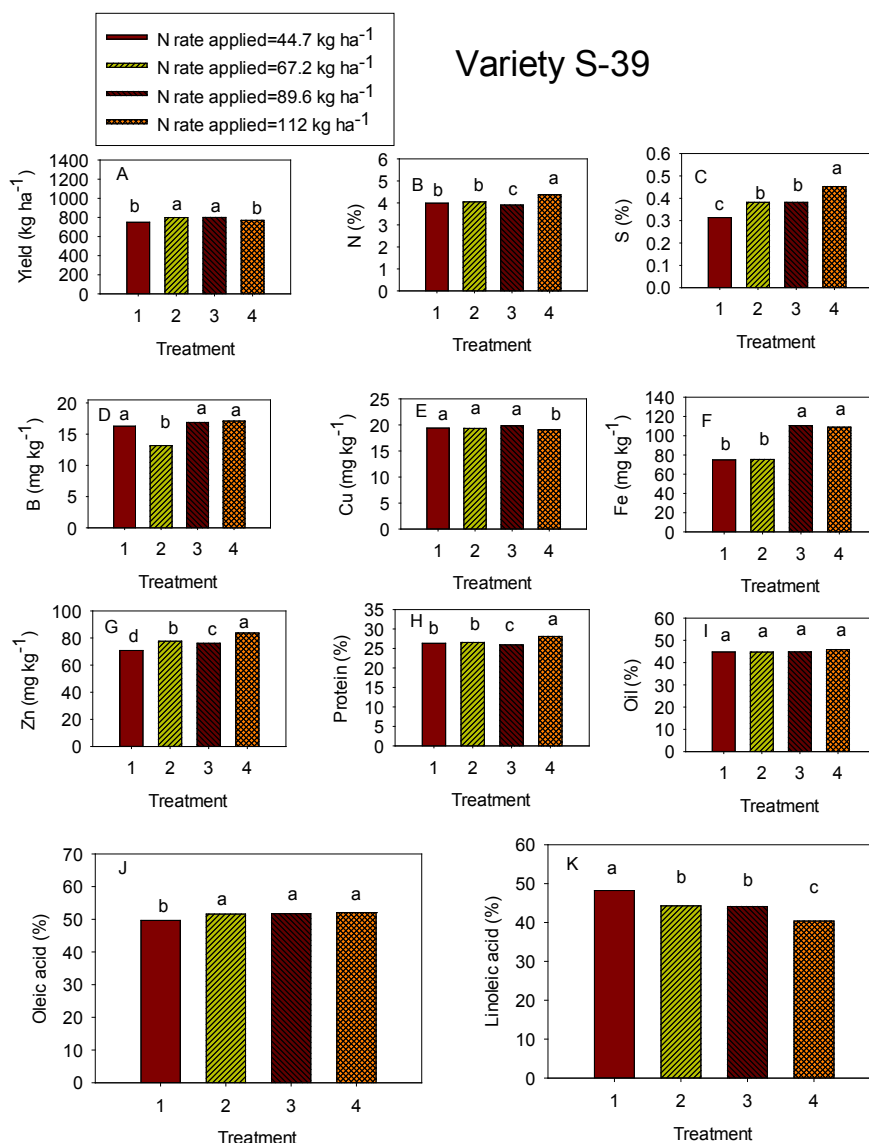 N rate applied=44.7 kg ha-1
N rate applied=67.2 kg ha-1
N rate applied=89.6 kg ha-1
N rate applied=112 kg ha-1
Variety S-39
A
Yield (kg ha-1)
1400
1200
1000
800
600
400
200
0
b a a b
1 2 3 4
Treatment
B
N (%)
6
5
4
3
2
1
0
b b c a
1 2 3 4
Treatment
C
S (%)
0.6
0.5
0.4
0.3
0.2
0.1
0.0
c b b a
1 2 3 4
Treatment
D
B (mg kg-1)
20
15
10
5
0
a b a a
1 2 3 4
Treatment
E
Cu (mg kg-1)
25
20
15
10
5
0
a a a b
1 2 3 4
Treatment
F
Fe (mg kg-1)
140
120
100
80
60
40
20
0
b b a a
1 2 3 4
Treatment
G
Zn (mg kg-1)
100
80
60
40
20
0
d b c a
1 2 3 4
Treatment
H
Protein (%)
35
30
25
20
15
10
5
0
b b c a
1 2 3 4
Treatment
I
Oil (%)
60
50
40
30
20
10
0
a a a a
1 2 3 4
Treatment
J
Oleic acid (%)
70
60
50
40
30
20
10
0
b a a a
1 2 3 4
Treatment
K
Linoleic acid (%)
60
50
40
30
20
10
0
a b b c
1 2 3 4
Treatment